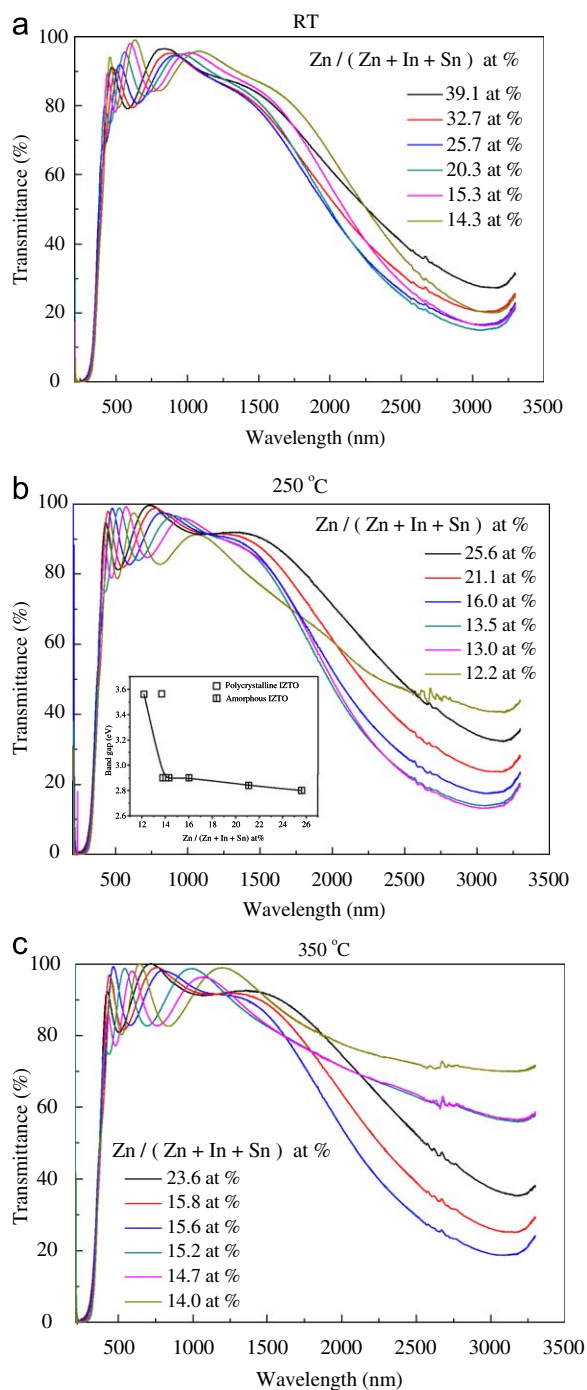 a
RT
Zn / ( Zn + In + Sn ) at %
39.1 at %
32.7 at %
25.7 at %
20.3 at %
15.3 at %
14.3 at %
Transmittance (%)
100
80
60
40
20
0
500 1000 1500 2000 2500 3000 3500
Wavelength (nm)
b
250 °C
Zn / ( Zn + In + Sn ) at %
25.6 at %
21.1 at %
16.0 at %
13.5 at %
13.0 at %
12.2 at %
Transmittance (%)
100
80
60
40
20
0
Polycrystalline IZTO
Amorphous IZTO
Band gap (eV)
3.6
3.4
3.2
3.0
2.8
2.6
12 14 16 18 20 22 24 26
Zn / (Zn + In + Sn) at%
500 1000 1500 2000 2500 3000 3500
Wavelength (nm)
c
350 °C
Transmittance (%)
100
80
60
40
20
0
Zn / ( Zn + In + Sn ) at %
23.6 at %
15.8 at %
15.6 at %
15.2 at %
14.7 at %
14.0 at %
500 1000 1500 2000 2500 3000 3500
Wavelength (nm)